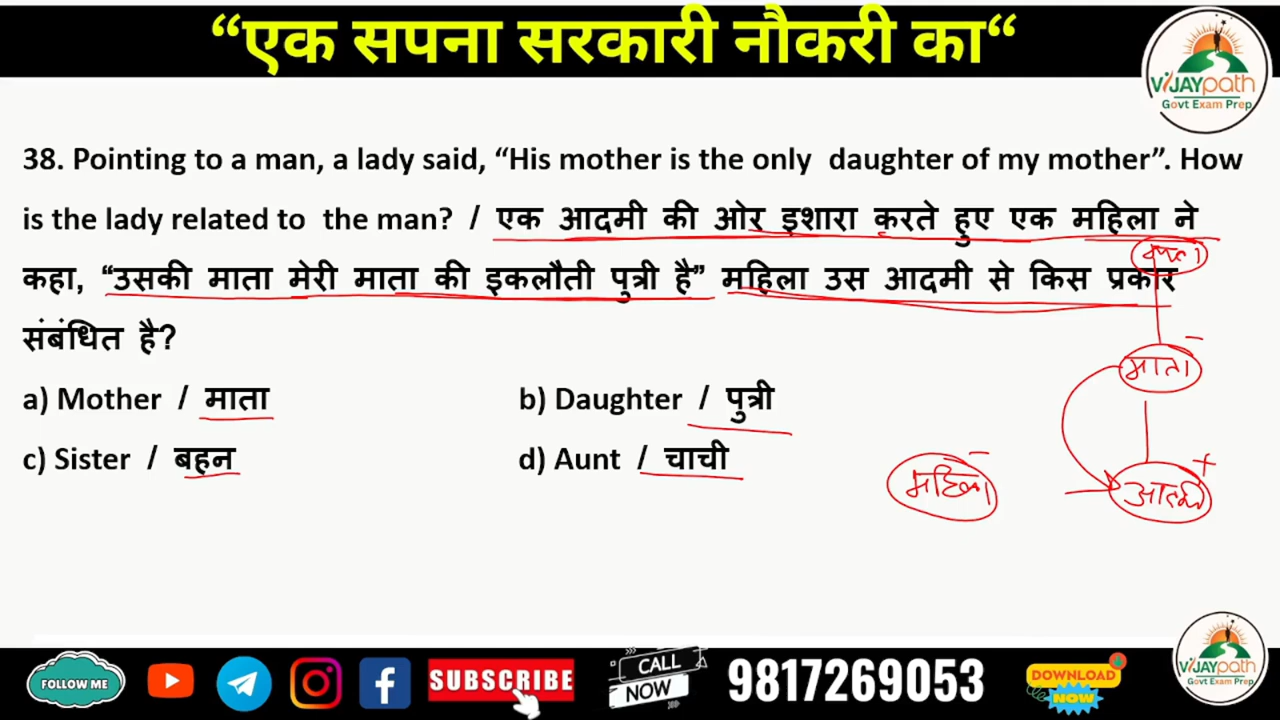 “एक सपना सरकारी नौकरी का“
VIJAYpath
Govt Exam Prep
38. Pointing to a man, a lady said, “His mother is the only daughter of my mother”. How
is the lady related to the man? / एक आदमी की ओर इशारा करते हुए एक महिला ने
कहा, “उसकी माता मेरी माता की इकलौती पुत्री है” महिला उस आदमी से किस प्रकार
संबंधित है?
माता
a) Mother / माता b) Daughter / पुत्री
c) Sister / बहन d) Aunt / चाची
महिला
आदमी
VIJAYpath
Govt Exam Prep
FOLLOW ME
SUBSCRIBE
CALL NOW
9817269053
DOWNLOAD NOW